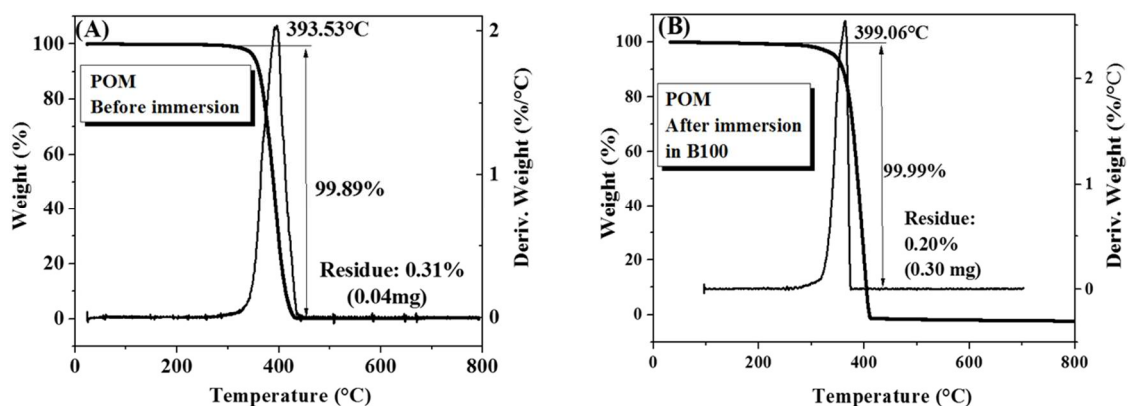 (A)
393.53°C
100
80
60
40
20
0
Weight (%)
POM
Before immersion
99.89%
Residue: 0.31%
(0.04mg)
2
1
0
Deriv. Weight (%/°C)
0
200
400
600
800
Temperature (°C)
(B)
399.06°C
100
80
60
40
20
10
0
Weight (%)
POM
After immersion
in B100
99.99%
Residue:
0.20%
(0.30 mg)
2
1
0
Deriv. Weight (%/°C)
0
200
400
600
800
Temperature (°C)